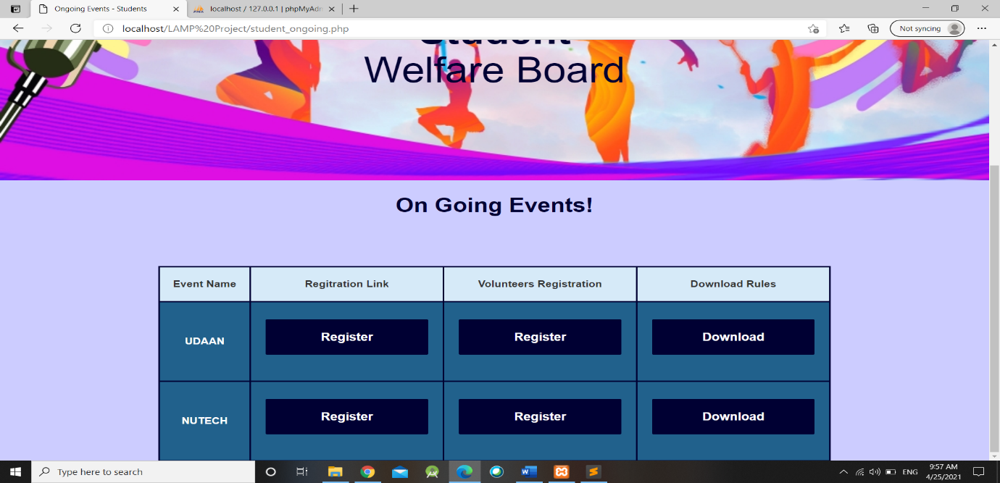 Ongoing Events - Students
localhost / 127.0.0.1 | phpMyAdm
localhost/LAMP%20Project/student_ongoing.php
Not syncing
Student
Welfare Board
On Going Events!
Event Name Regitration Link Volunteers Registration Download Rules
UDAAN Register Register Download
NUTECH Register Register Download
Type here to search
ENG
9:57 AM
4/25/2021